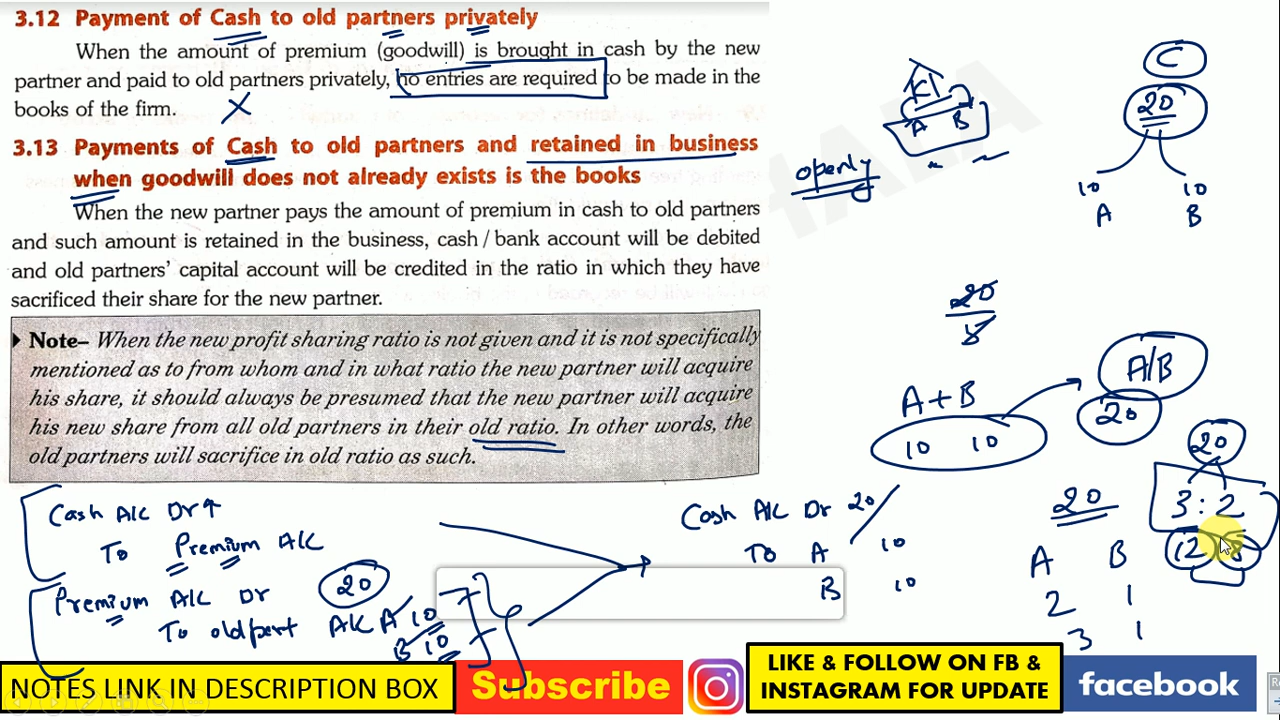 3.12 Payment of Cash to old partners privately
When the amount of premium (goodwill) is brought in cash by the new
partner and paid to old partners privately, no entries are required to be made in the
books of the firm.
3.13 Payments of Cash to old partners and retained in business
when goodwill does not already exists is the books
When the new partner pays the amount of premium in cash to old partners
and such amount is retained in the business, cash / bank account will be debited
and old partners' capital account will be credited in the ratio in which they have
sacrificed their share for the new partner.
Note– When the new profit sharing ratio is not given and it is not specifically
mentioned as to from whom and in what ratio the new partner will acquire
his share, it should always be presumed that the new partner will acquire
his new share from all old partners in their old ratio. In other words, the
old partners will sacrifice in old ratio as such.
Cash A/C Dr
To Premium A/C
Premium A/C Dr 20
To old part A/C A 10
B 10
A B
openly
C
20
10 10
A B
20
A + B
10 10
A/B
20
Cash A/C Dr 20
To A 10
B 10
20
3 : 2
12 8
20
A B
2 1
3 1
NOTES LINK IN DESCRIPTION BOX
Subscribe
LIKE & FOLLOW ON FB &
INSTAGRAM FOR UPDATE
facebook